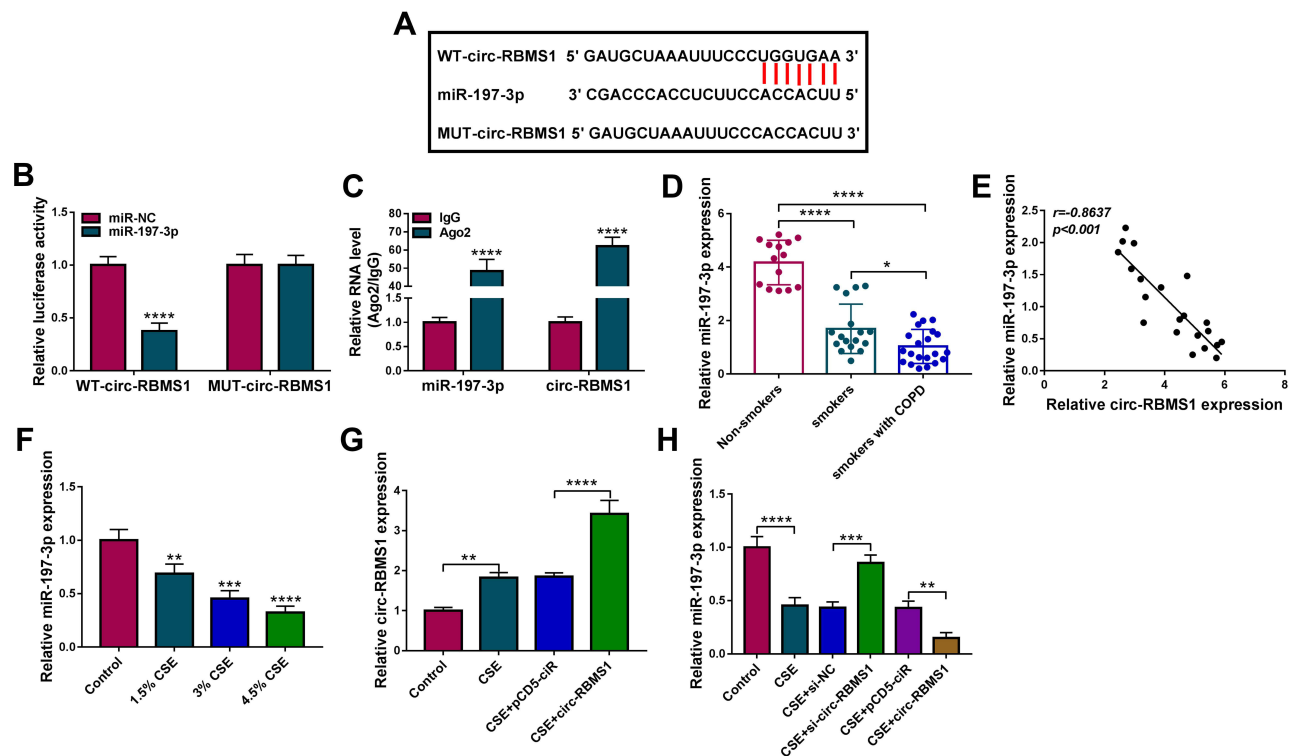 A
WT-circ-RBMS1 5' GAUGCUAAAUUUCCCUGGUGAA 3'
miR-197-3p 3' CGACCCACCUCUUCCACCACUU 5'
MUT-circ-RBMS1 5' GAUGCUAAAUUUCCCACCACUU 3'
B
Relative luciferase activity
1.5
1.0
0.5
0.0
miR-NC
miR-197-3p
****
WT-circ-RBMS1
MUT-circ-RBMS1
C
Relative RNA level
(Ago2/IgG)
80
70
60
50
40
30
1.5
1.0
0.5
0.0
IgG
Ago2
****
****
miR-197-3p
circ-RBMS1
D
Relative miR-197-3p expression
6
4
2
0
****
****
*
Non-smokers
smokers
smokers with COPD
E
Relative miR-197-3p expression
2.5
2.0
1.5
1.0
0.5
0.0
r=-0.8637
p<0.001
0
2
4
6
8
Relative circ-RBMS1 expression
F
Relative miR-197-3p expression
1.5
1.0
0.5
0.0
**
***
****
Control
1.5% CSE
3% CSE
4.5% CSE
G
Relative circ-RBMS1 expression
4
3
2
1
0
**
****
Control
CSE
CSE+pCD5-ciR
CSE+circ-RBMS1
H
Relative miR-197-3p expression
1.5
1.0
0.5
0.0
****
***
**
Control
CSE
CSE+si-NC
CSE+si-circ-RBMS1
CSE+pCD5-ciR
CSE+circ-RBMS1